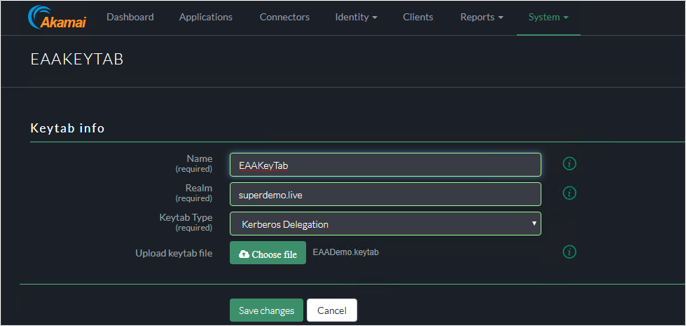 Akamai Dashboard Applications Connectors Identity Clients Reports System
EAAKEYTAB
Keytab info
Name
(required)
EAAKeyTab
Realm
(required)
superdemo.live
Keytab Type
(required)
Kerberos Delegation
Upload keytab file
Choose file
EAADemo.keytab
Save changes
Cancel